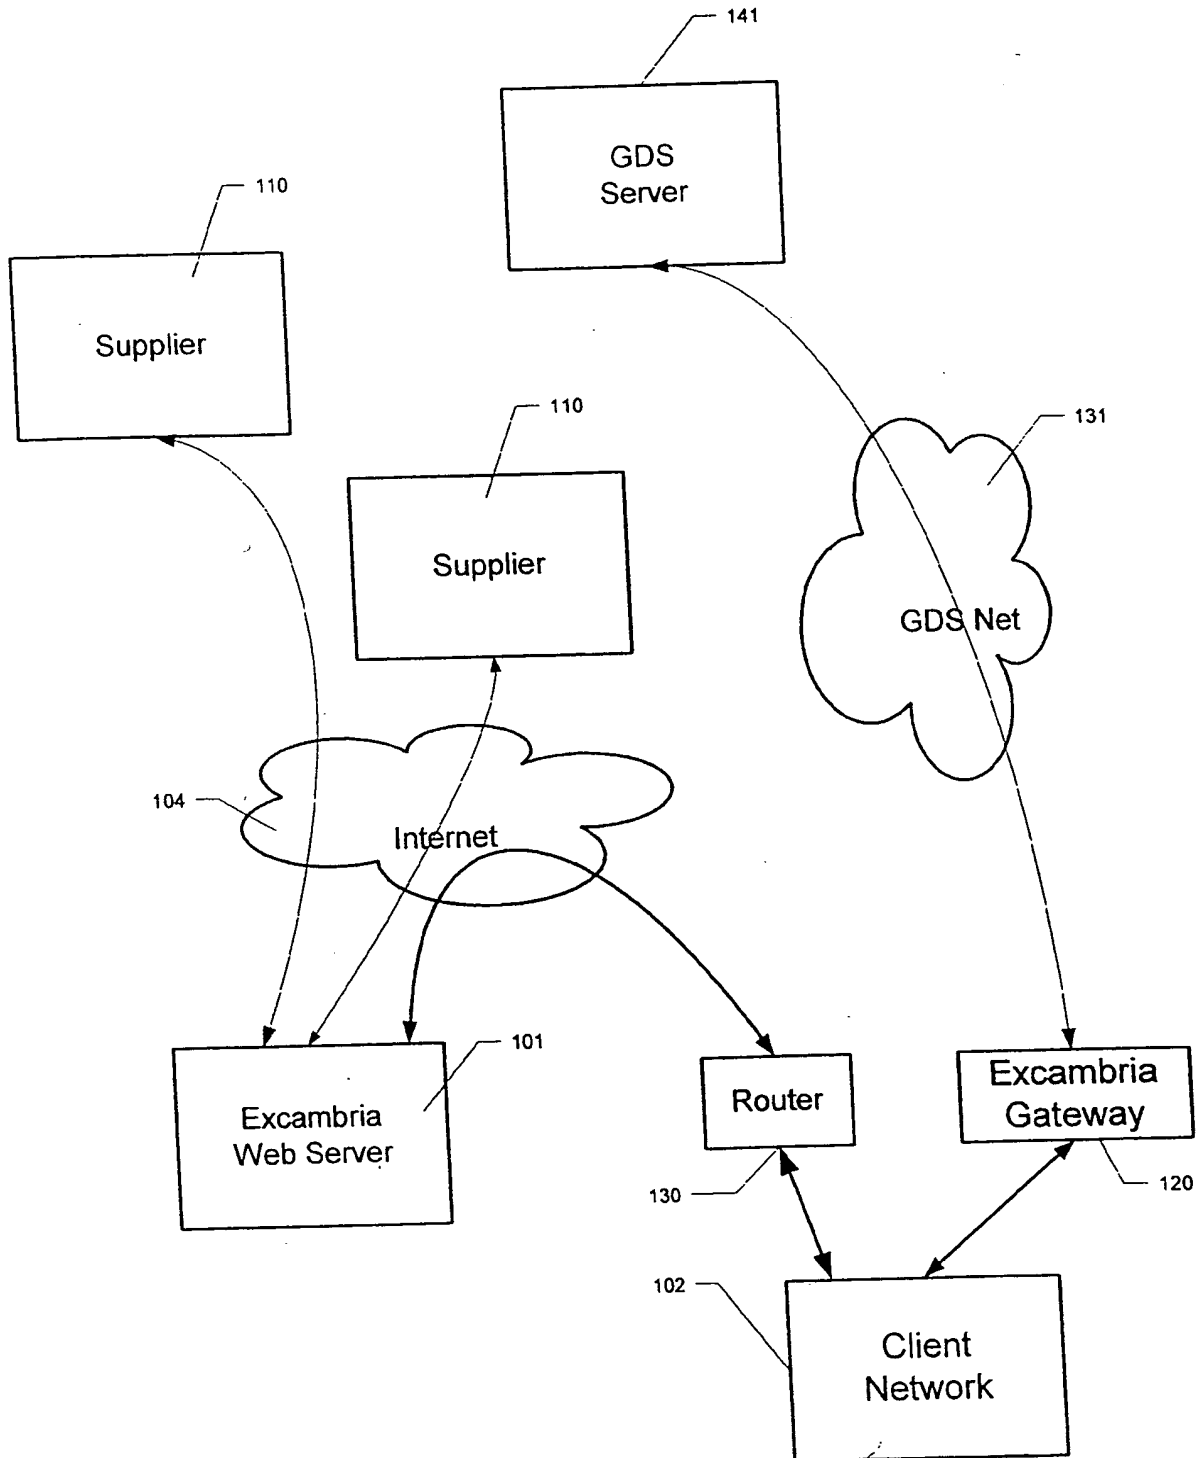 141
GDS
Server
110
Supplier
110
Supplier
131
GDS Net
104
Internet
101
Excambria
Web Server
Router
Excambria
Gateway
130
120
102
Client
Network